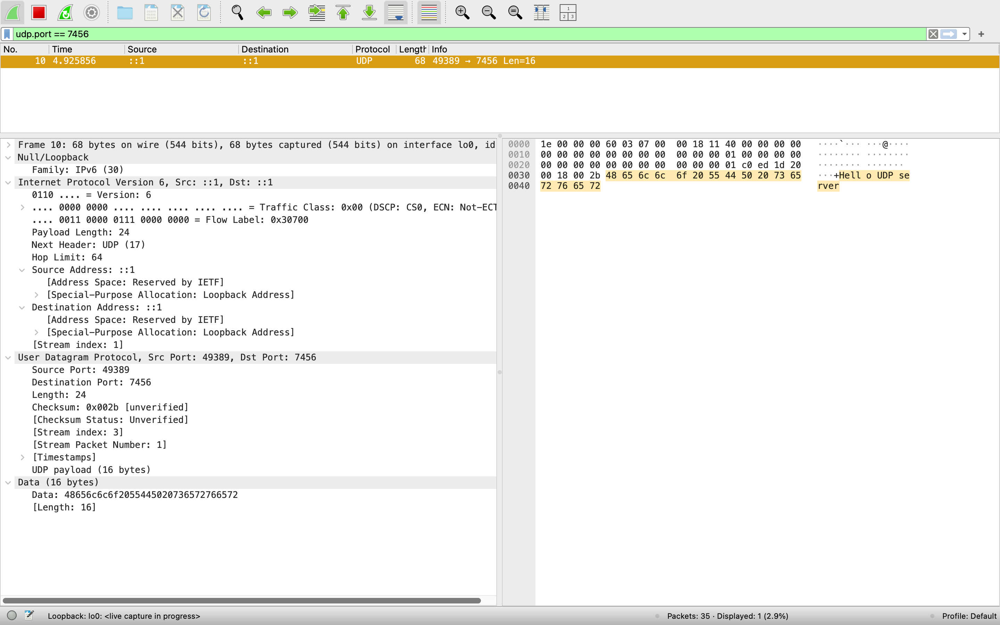 udp.port == 7456
No. Time Source Destination Protocol Length Info
10 4.925856 ::1 ::1 UDP 68 49389 → 7456 Len=16
Frame 10: 68 bytes on wire (544 bits), 68 bytes captured (544 bits) on interface lo0, id
Null/Loopback
Family: IPv6 (30)
Internet Protocol Version 6, Src: ::1, Dst: ::1
0110 .... = Version: 6
.... 0000 0000 .... .... .... .... .... = Traffic Class: 0x00 (DSCP: CS0, ECN: Not-ECT
.... 0011 0000 0111 0000 0000 = Flow Label: 0x30700
Payload Length: 24
Next Header: UDP (17)
Hop Limit: 64
Source Address: ::1
[Address Space: Reserved by IETF]
[Special-Purpose Allocation: Loopback Address]
Destination Address: ::1
[Address Space: Reserved by IETF]
[Special-Purpose Allocation: Loopback Address]
[Stream index: 1]
User Datagram Protocol, Src Port: 49389, Dst Port: 7456
Source Port: 49389
Destination Port: 7456
Length: 24
Checksum: 0x002b [unverified]
[Checksum Status: Unverified]
[Stream index: 3]
[Stream Packet Number: 1]
[Timestamps]
UDP payload (16 bytes)
Data (16 bytes)
Data: 48656c6c6f2055445020736572766572
[Length: 16]
0000 1e 00 00 00 60 03 07 00 00 18 11 40 00 00 00 00 ····`··· ···@····
0010 00 00 00 00 00 00 00 00 00 00 00 01 00 00 00 00 ········ ········
0020 00 00 00 00 00 00 00 00 00 00 00 01 c0 ed 1d 20 ········ ·······
0030 00 18 00 2b 48 65 6c 6c 6f 20 55 44 50 20 73 65 ···+Hell o UDP se
0040 72 76 65 72 rver
Loopback: lo0: <live capture in progress> Packets: 35 · Displayed: 1 (2.9%) Profile: Default